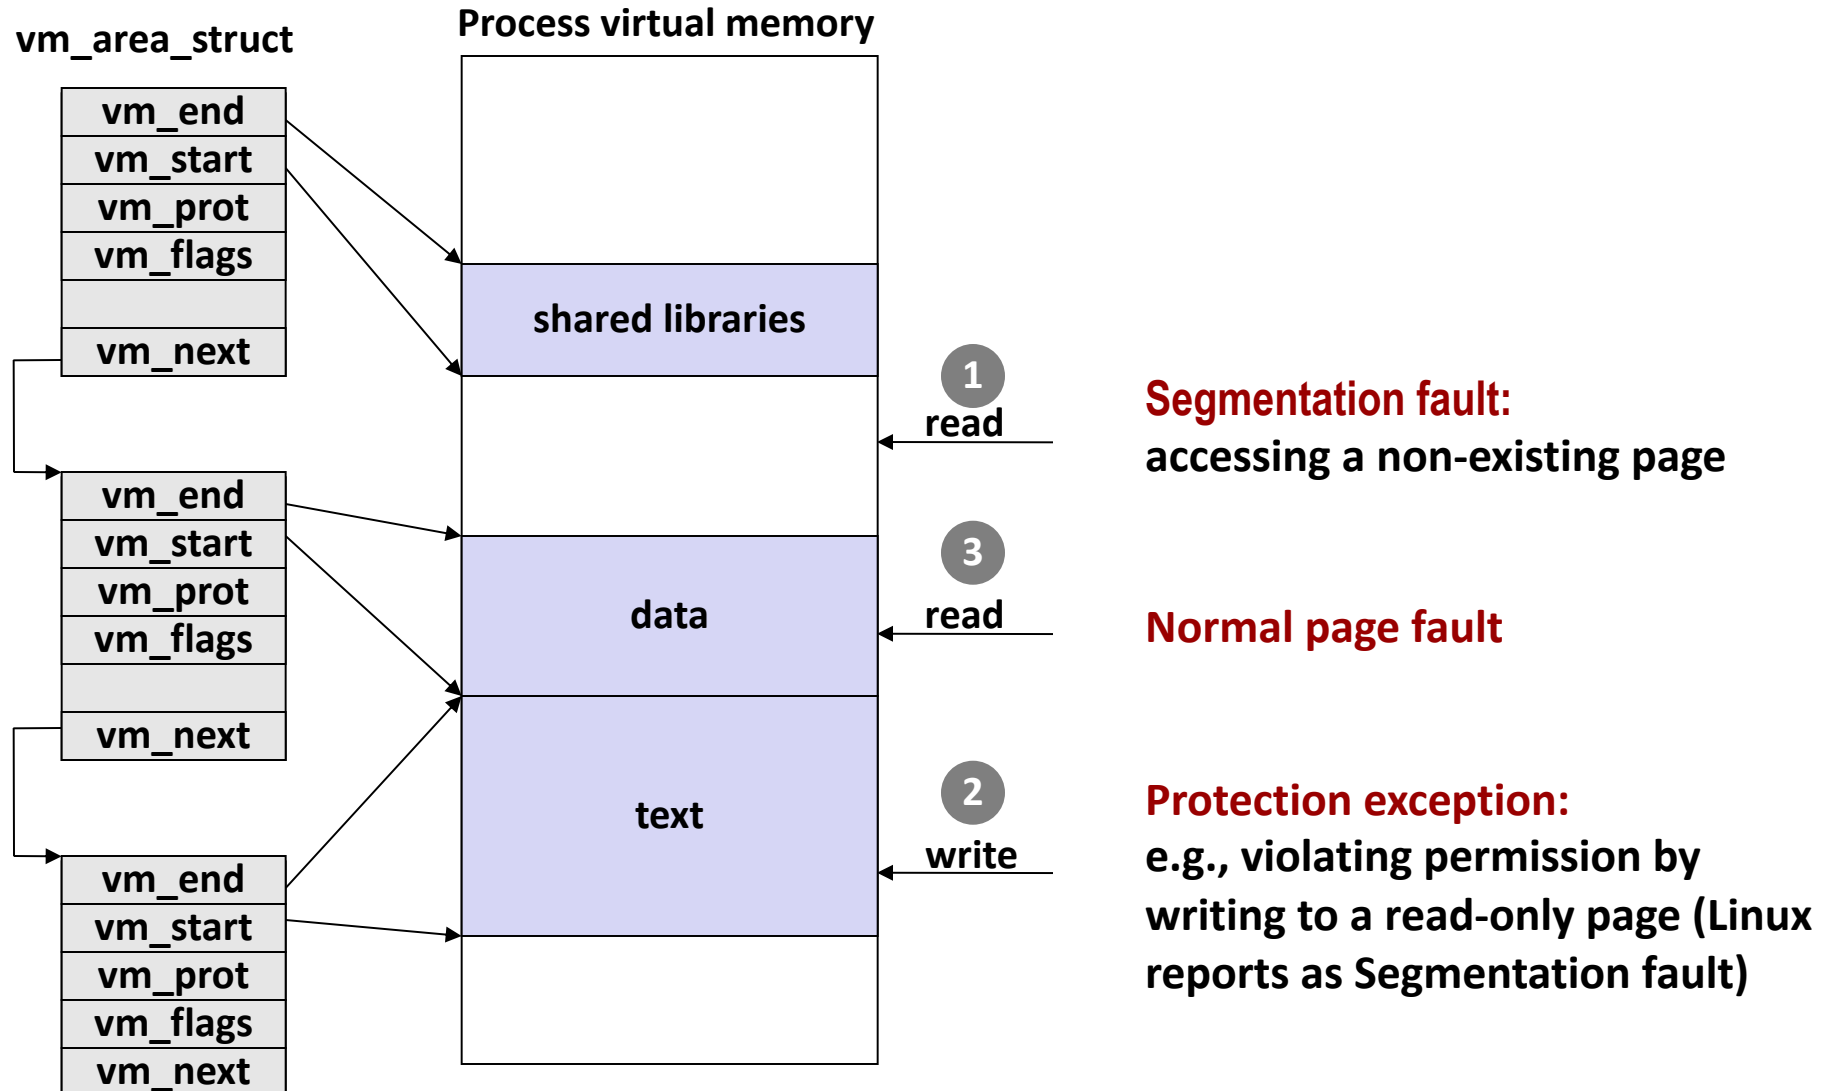 vm_area_struct
Process virtual memory
vm_end
vm_start
vm_prot
vm_flags
vm_next
vm_end
vm_start
vm_prot
vm_flags
vm_next
vm_end
vm_start
vm_prot
vm_flags
vm_next
shared libraries
data
text
1
read
3
read
2
write
Segmentation fault:
accessing a non-existing page
Normal page fault
Protection exception:
e.g., violating permission by
writing to a read-only page (Linux
reports as Segmentation fault)